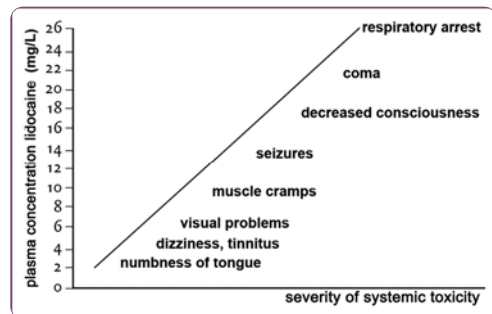 plasma concentration lidocaine (mg/L)
26
24
22
20
18
16
14
12
10
8
6
4
2
0
respiratory arrest
coma
decreased consciousness
seizures
muscle cramps
visual problems
dizziness, tinnitus
numbness of tongue
severity of systemic toxicity